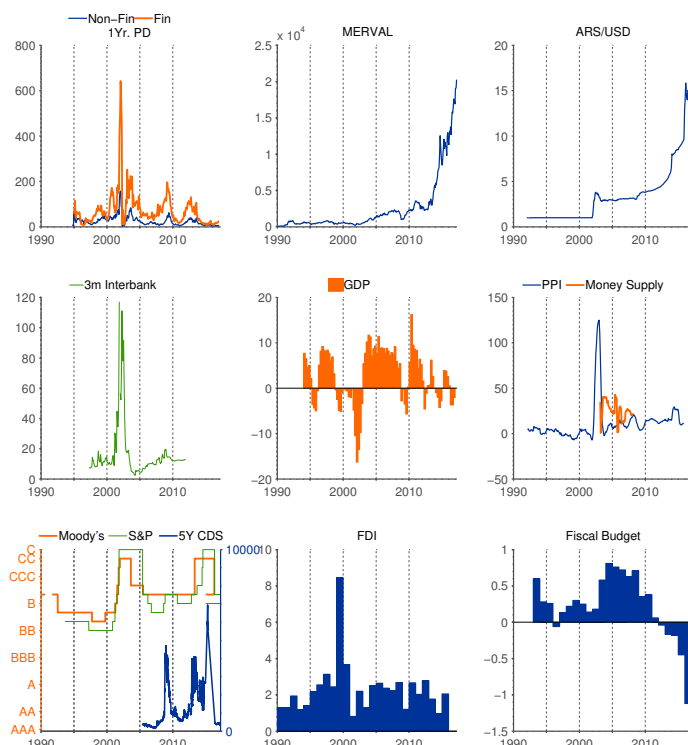 Non-Fin Fin
1Yr. PD
800
600
400
200
0
1990 2000 2010
MERVAL
2.5 x 10^4
2
1.5
1
0.5
0
1990 2000 2010
ARS/USD
20
15
10
5
0
1990 2000 2010
3m Interbank
120
100
80
60
40
20
0
1990 2000 2010
GDP
20
10
0
−10
−20
1990 2000 2010
PPI Money Supply
150
100
50
0
−50
1990 2000 2010
Moody's S&P 5Y CDS
C
CC
CCC
B
BB
BBB
A
AA
AAA
10000
0
1990 2000 2010
FDI
10
8
6
4
2
0
1990 2000 2010
Fiscal Budget
1
0.5
0
−0.5
−1
−1.5
1990 2000 2010